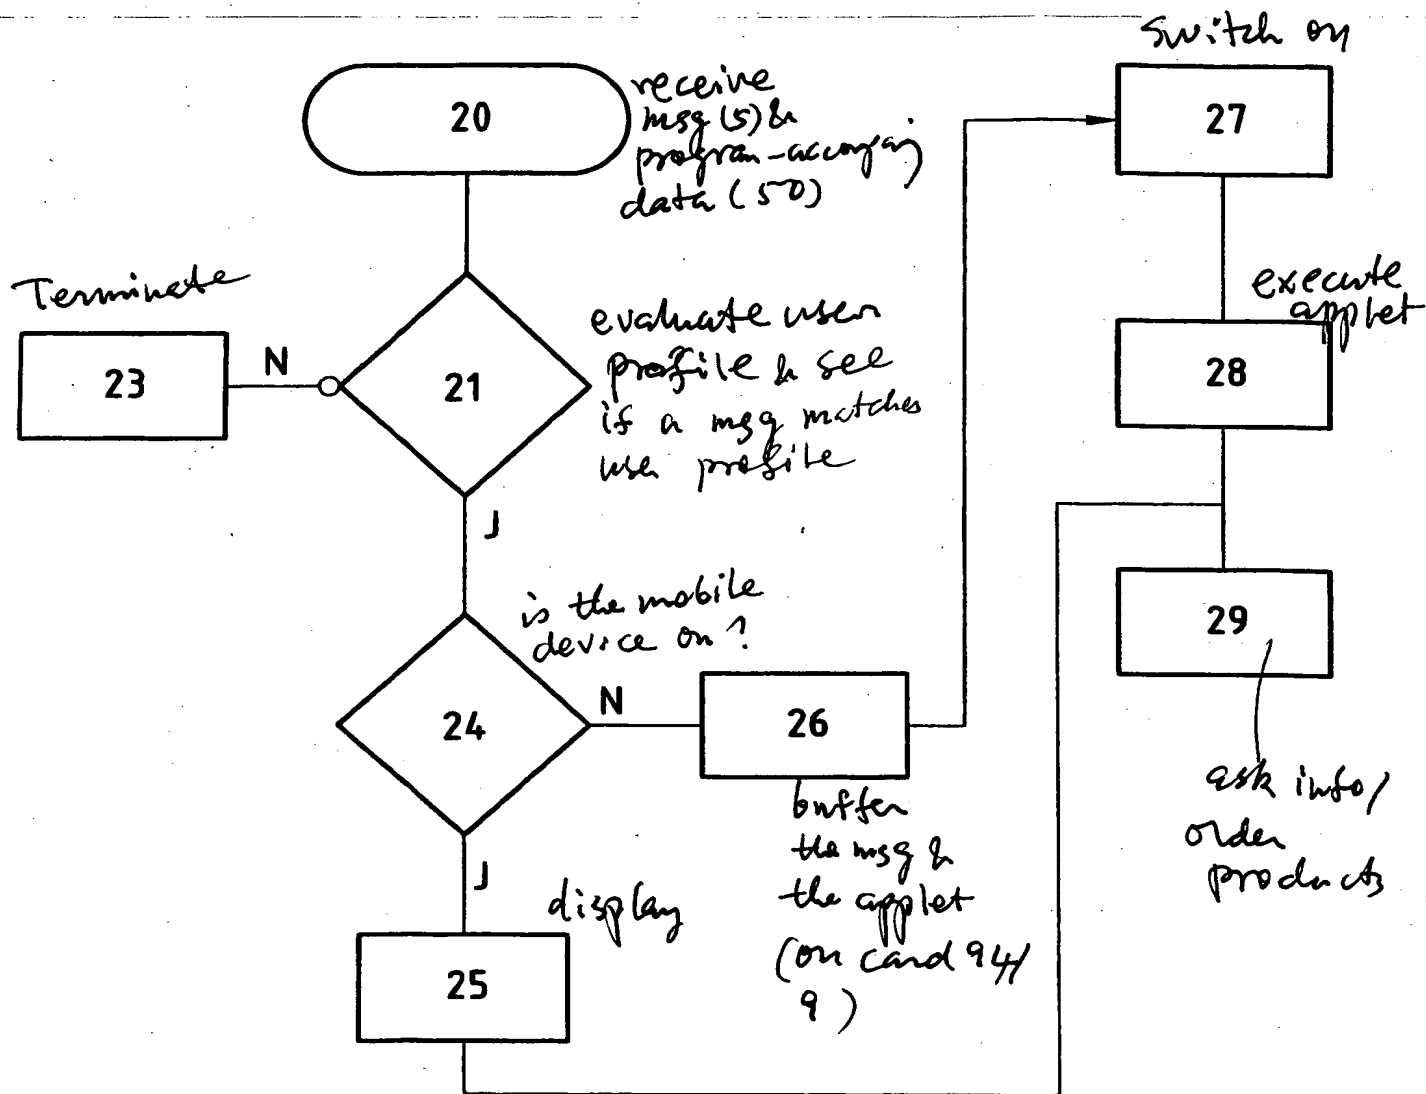 switch on
20
receive
msg (5) &
program-accompaying
data (50)
27
Terminate
23
N
21
evaluate user
profile & see
if a msg matches
user profile
J
execute
applet
28
29
ask info/
order
products
is the mobile
device on?
24
N
26
buffer
the msg &
the applet
(on card 94/
9)
J
display
25